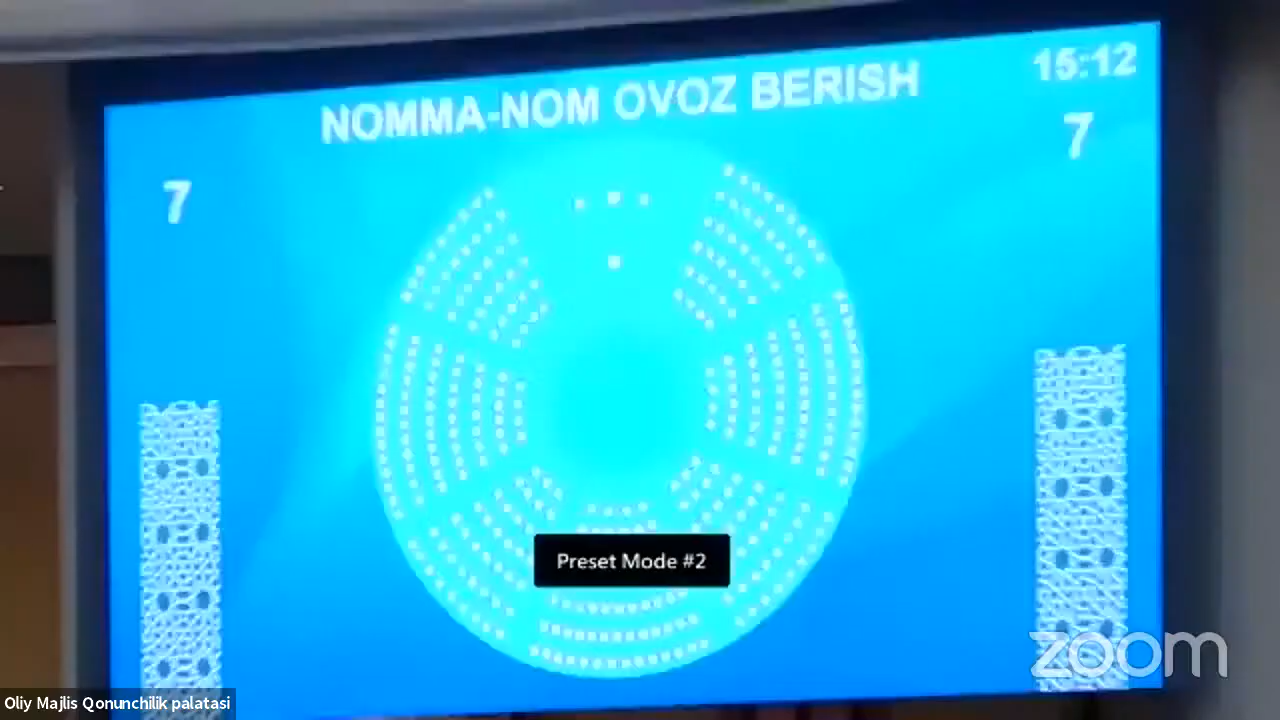 15:12
NOMMA-NOM OVOZ BERISH
7
7
Preset Mode #2
zoom
Oliy Majlis Qonunchilik palatasi